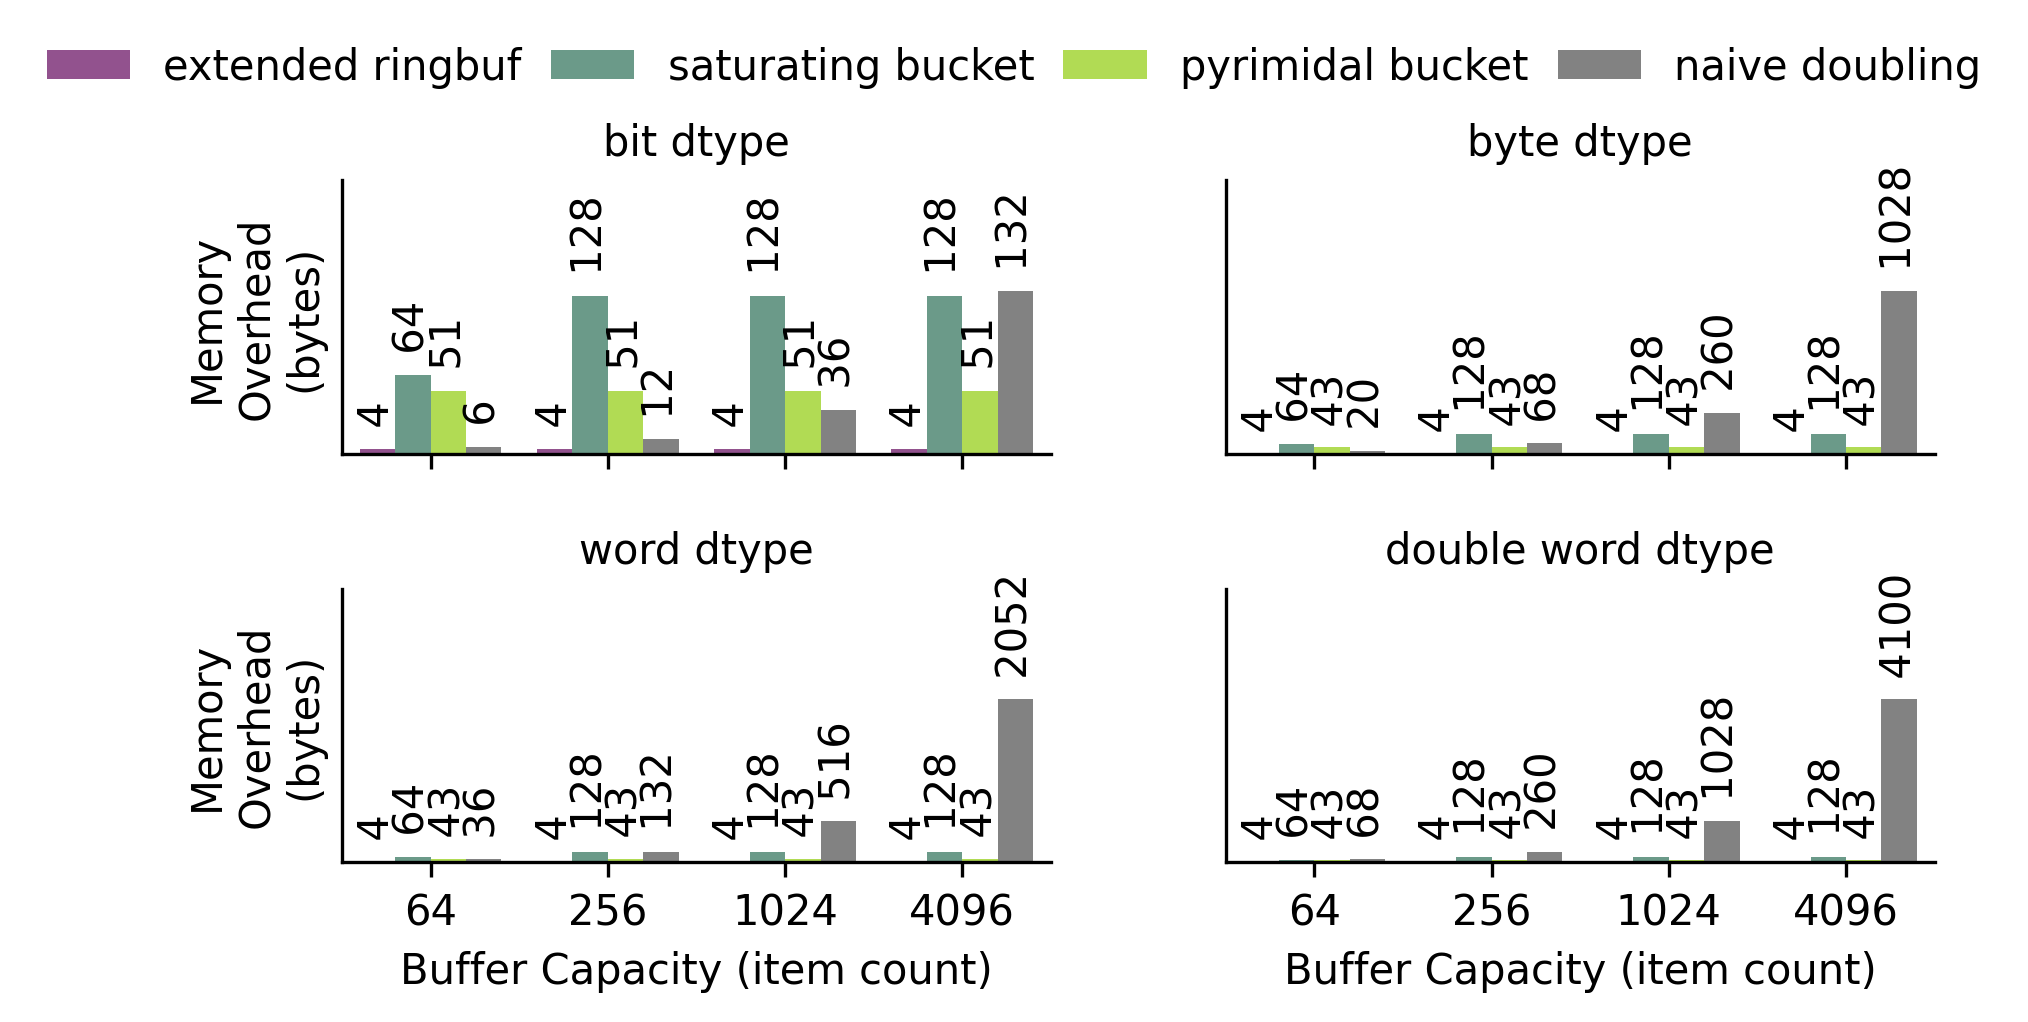 extended ringbuf saturating bucket pyrimidal bucket naive doubling
bit dtype
Memory
Overhead
(bytes)
4 64 51 6 4 128 51 12 4 128 51 36 4 128 51 132
byte dtype
4 64 43 20 4 128 43 68 4 128 43 260 4 128 43 1028
word dtype
Memory
Overhead
(bytes)
4 64 43 36 4 128 43 132 4 128 43 516 4 128 43 2052
64 256 1024 4096
Buffer Capacity (item count)
double word dtype
4 64 43 68 4 128 43 260 4 128 43 1028 4 128 43 4100
64 256 1024 4096
Buffer Capacity (item count)